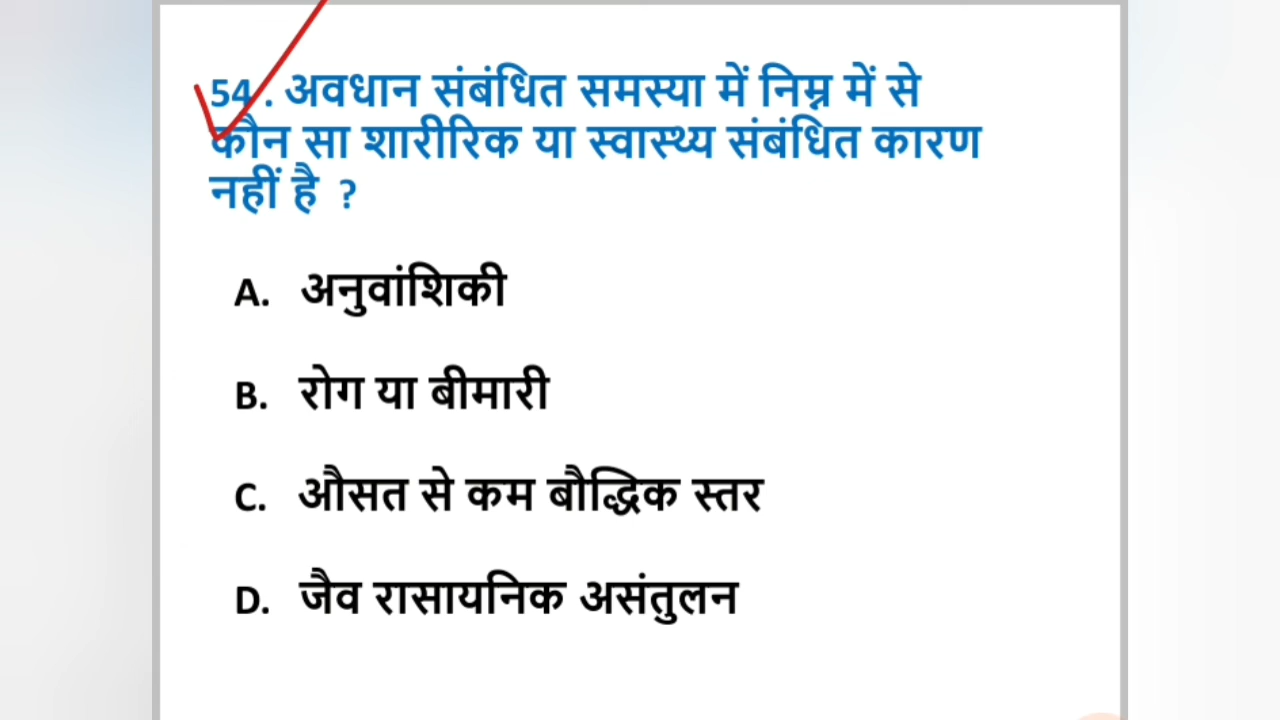 54 . अवधान संबंधित समस्या में निम्न में से
कौन सा शारीरिक या स्वास्थ्य संबंधित कारण
नहीं है ?
A. अनुवांशिकी
B. रोग या बीमारी
C. औसत से कम बौद्धिक स्तर
D. जैव रासायनिक असंतुलन